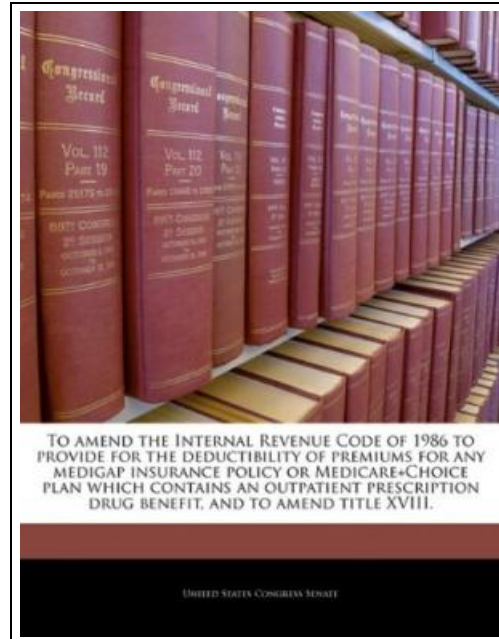 Congressional
Record
Congressional
Record
Congressional
Record
VOL. 112
PART 19
VOL. 112
PART 20
TO AMEND THE INTERNAL REVENUE CODE OF 1986 TO
PROVIDE FOR THE DEDUCTIBILITY OF PREMIUMS FOR ANY
MEDIGAP INSURANCE POLICY OR MEDICARE+CHOICE
PLAN WHICH CONTAINS AN OUTPATIENT PRESCRIPTION
DRUG BENEFIT, AND TO AMEND TITLE XVIII.
UNITED STATES CONGRESS SENATE